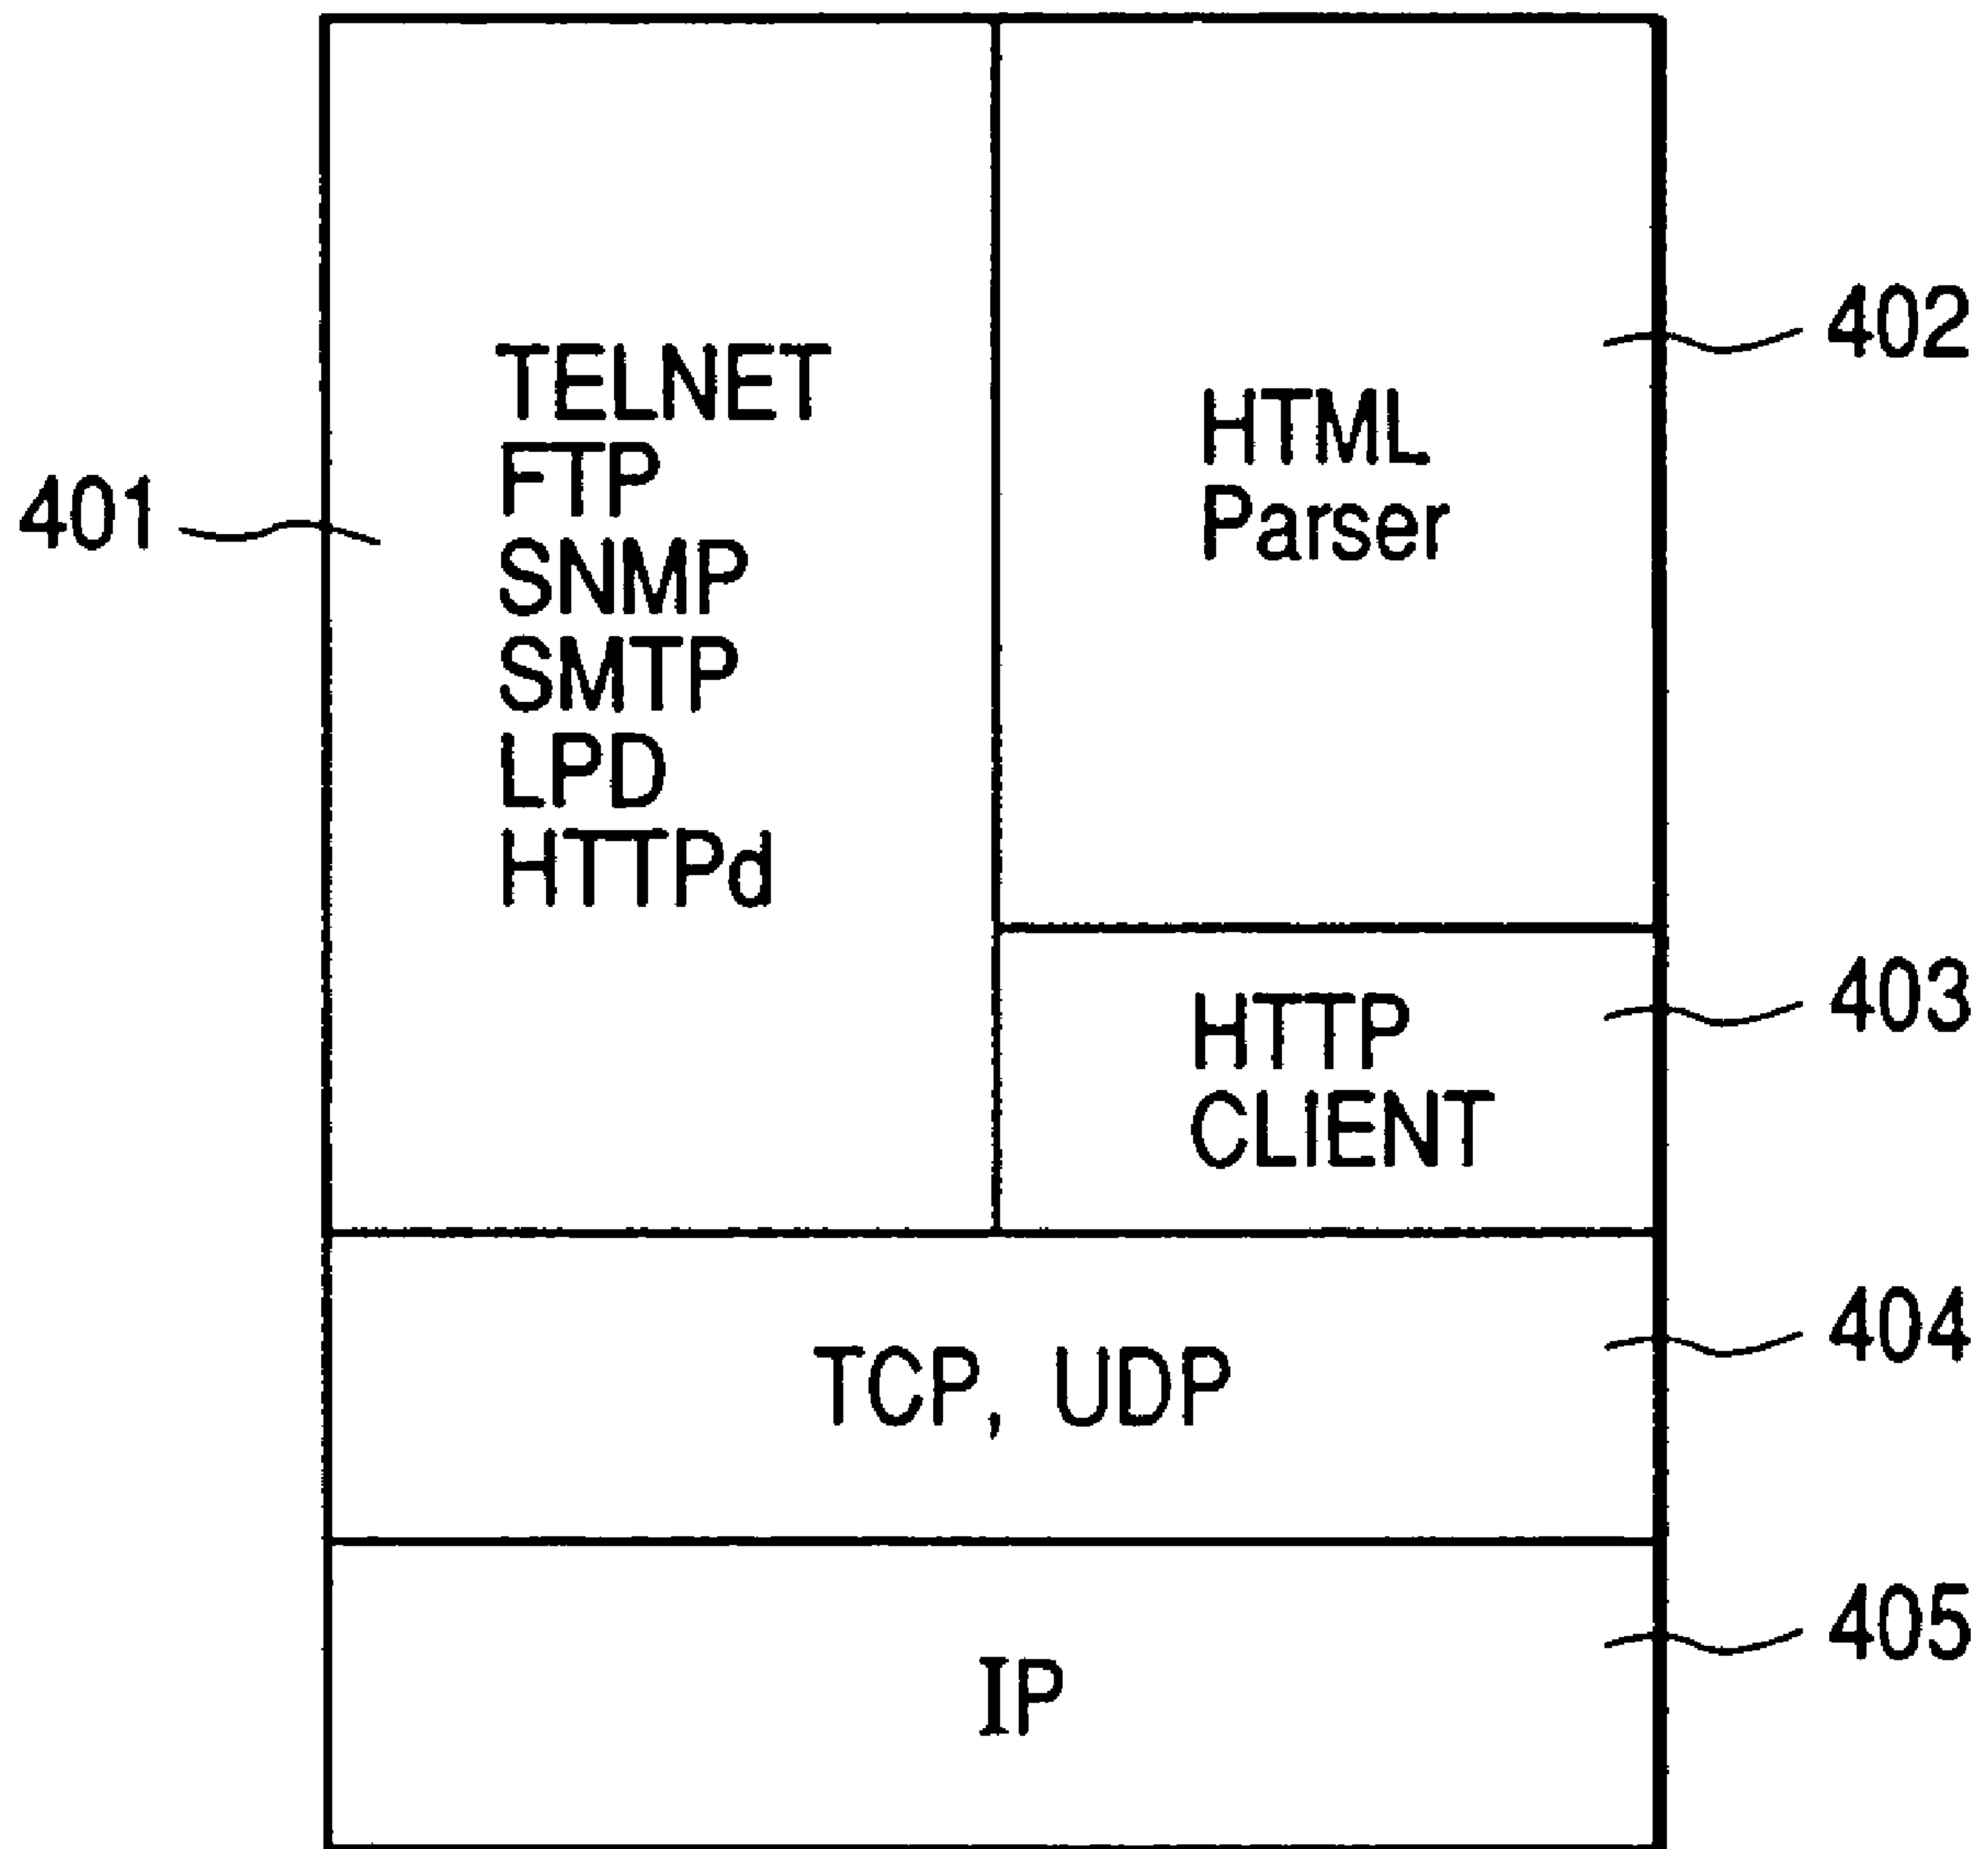 TELNET
FTP
SNMP
SMTP
LPD
HTTPd
401
HTML
Parser
402
HTTP
CLIENT
403
TCP, UDP
404
IP
405